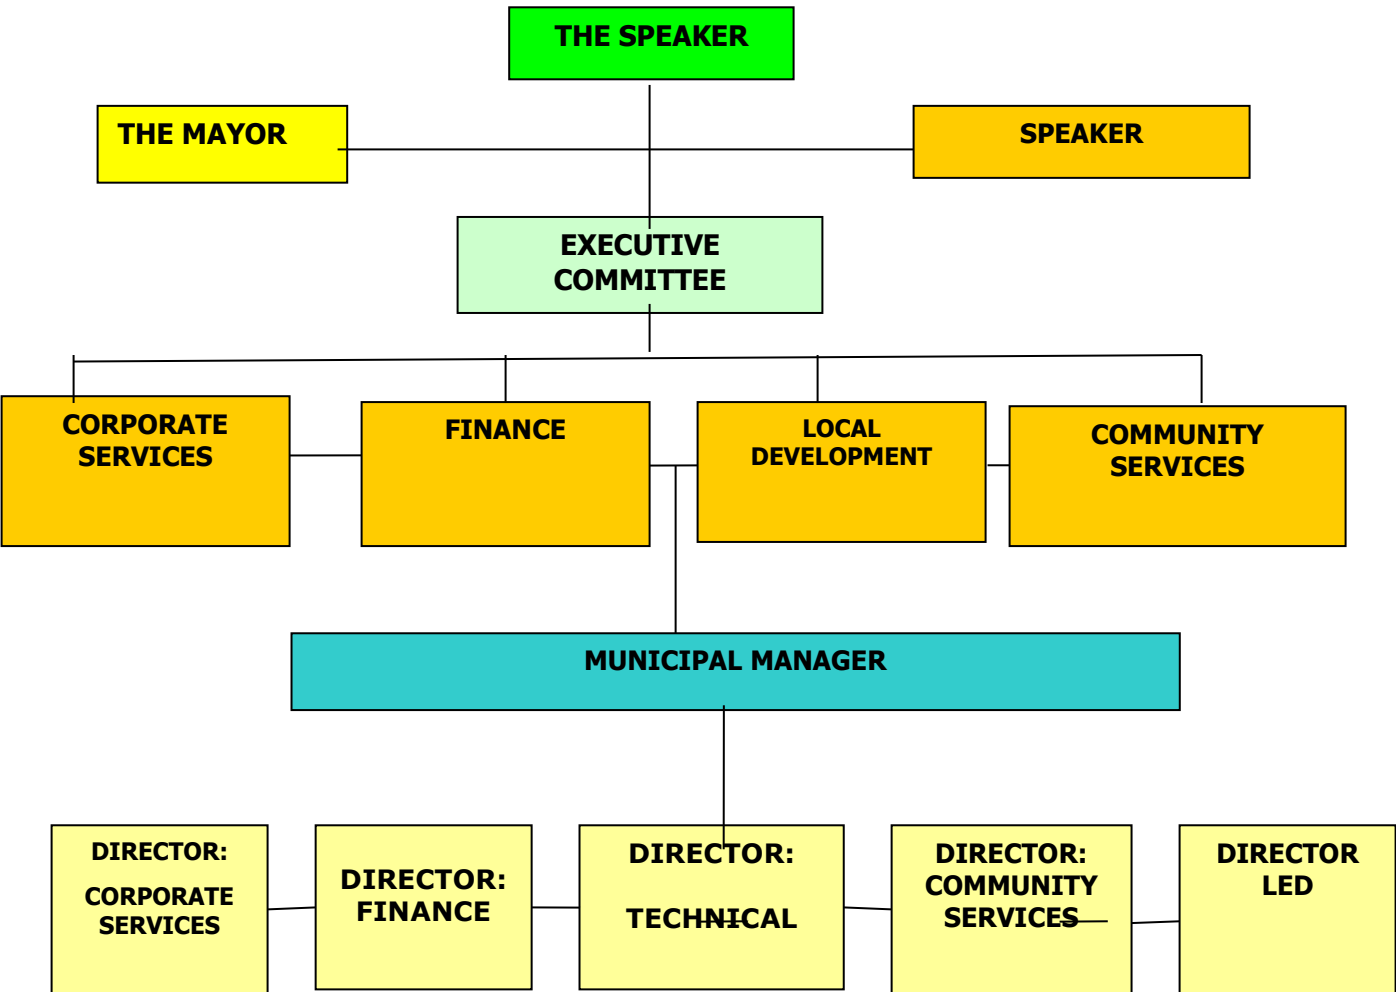 THE SPEAKER
THE MAYOR
SPEAKER
EXECUTIVE
COMMITTEE
CORPORATE
SERVICES
FINANCE
LOCAL
DEVELOPMENT
COMMUNITY
SERVICES
MUNICIPAL MANAGER
DIRECTOR:
CORPORATE
SERVICES
DIRECTOR:
FINANCE
DIRECTOR:
TECHNICAL
DIRECTOR:
COMMUNITY
SERVICES
DIRECTOR
LED